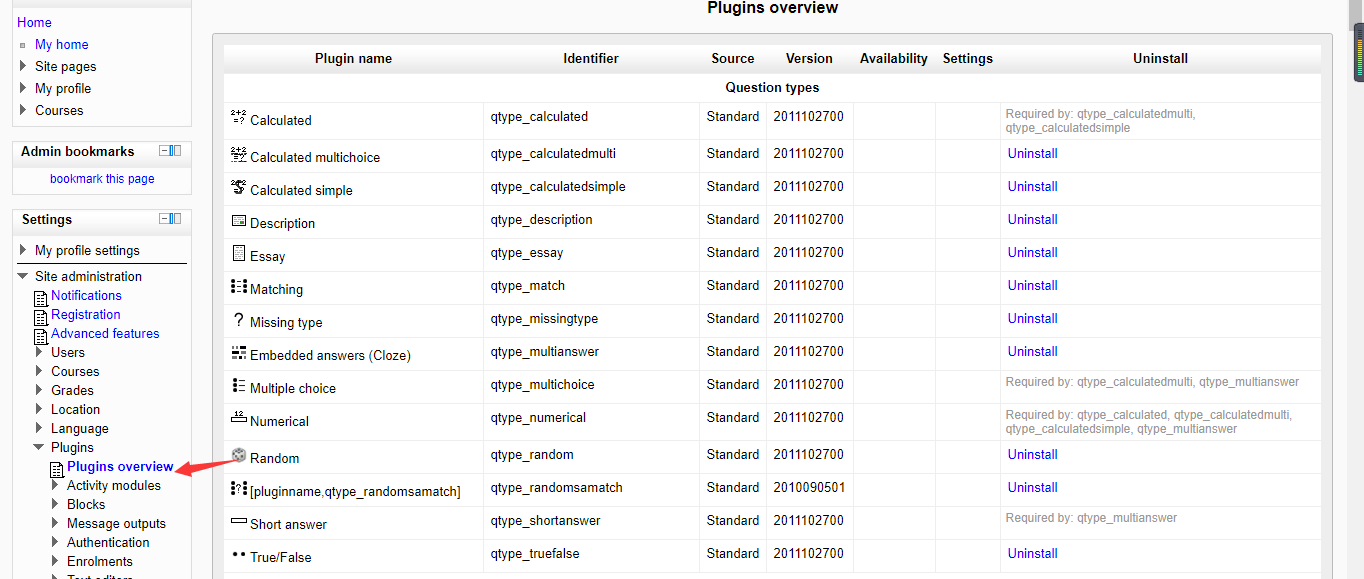 Home
My home
Site pages
My profile
Courses
Admin bookmarks
bookmark this page
Settings
My profile settings
Site administration
Notifications
Registration
Advanced features
Users
Courses
Grades
Location
Language
Plugins
Plugins overview
Activity modules
Blocks
Message outputs
Authentication
Enrolments
Text editors
Plugins overview
Plugin name Identifier Source Version Availability Settings Uninstall
Question types
Calculated qtype_calculated Standard 2011102700 Required by: qtype_calculatedmulti,
qtype_calculatedsimple
Calculated multichoice qtype_calculatedmulti Standard 2011102700 Uninstall
Calculated simple qtype_calculatedsimple Standard 2011102700 Uninstall
Description qtype_description Standard 2011102700 Uninstall
Essay qtype_essay Standard 2011102700 Uninstall
Matching qtype_match Standard 2011102700 Uninstall
Missing type qtype_missingtype Standard 2011102700 Uninstall
Embedded answers (Cloze) qtype_multianswer Standard 2011102700 Uninstall
Multiple choice qtype_multichoice Standard 2011102700 Required by: qtype_calculatedmulti, qtype_multianswer
Numerical qtype_numerical Standard 2011102700 Required by: qtype_calculated, qtype_calculatedmulti,
qtype_calculatedsimple, qtype_multianswer
Random qtype_random Standard 2011102700 Uninstall
[pluginname,qtype_randomsamatch] qtype_randomsamatch Standard 2010090501 Uninstall
Short answer qtype_shortanswer Standard 2011102700 Required by: qtype_multianswer
True/False qtype_truefalse Standard 2011102700 Uninstall